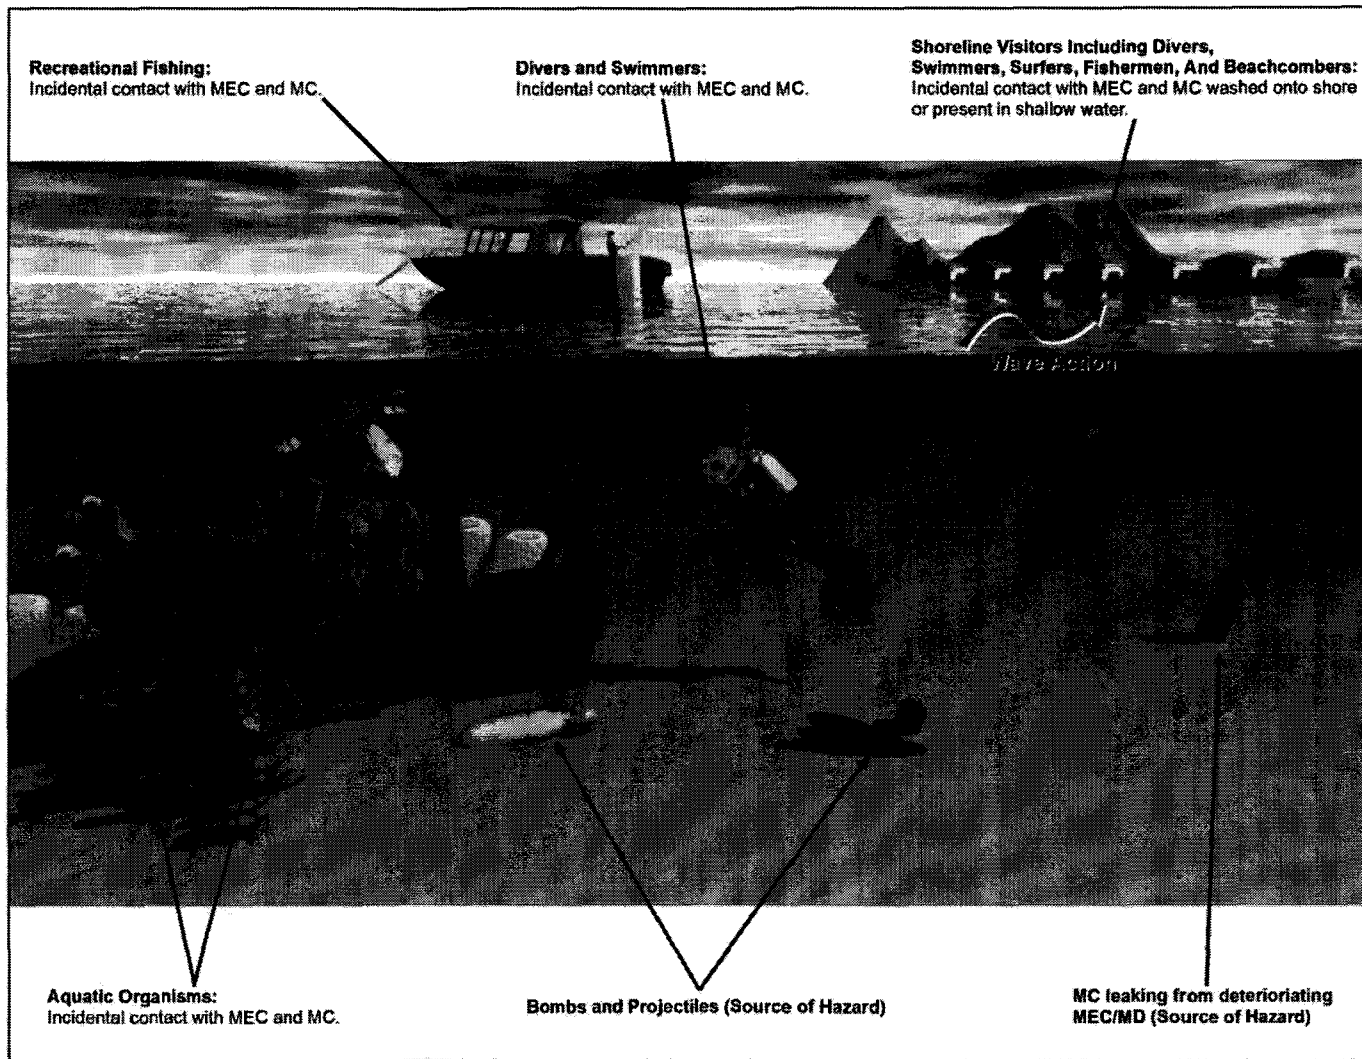 Recreational Fishing:
Incidental contact with MEC and MC.
Divers and Swimmers:
Incidental contact with MEC and MC.
Shoreline Visitors Including Divers,
Swimmers, Surfers, Fishermen, And Beachcombers:
Incidental contact with MEC and MC washed onto shore
or present in shallow water.
Wave Action
Aquatic Organisms:
Incidental contact with MEC and MC.
Bombs and Projectiles (Source of Hazard)
MC leaking from deterioriating
MEC/MD (Source of Hazard)